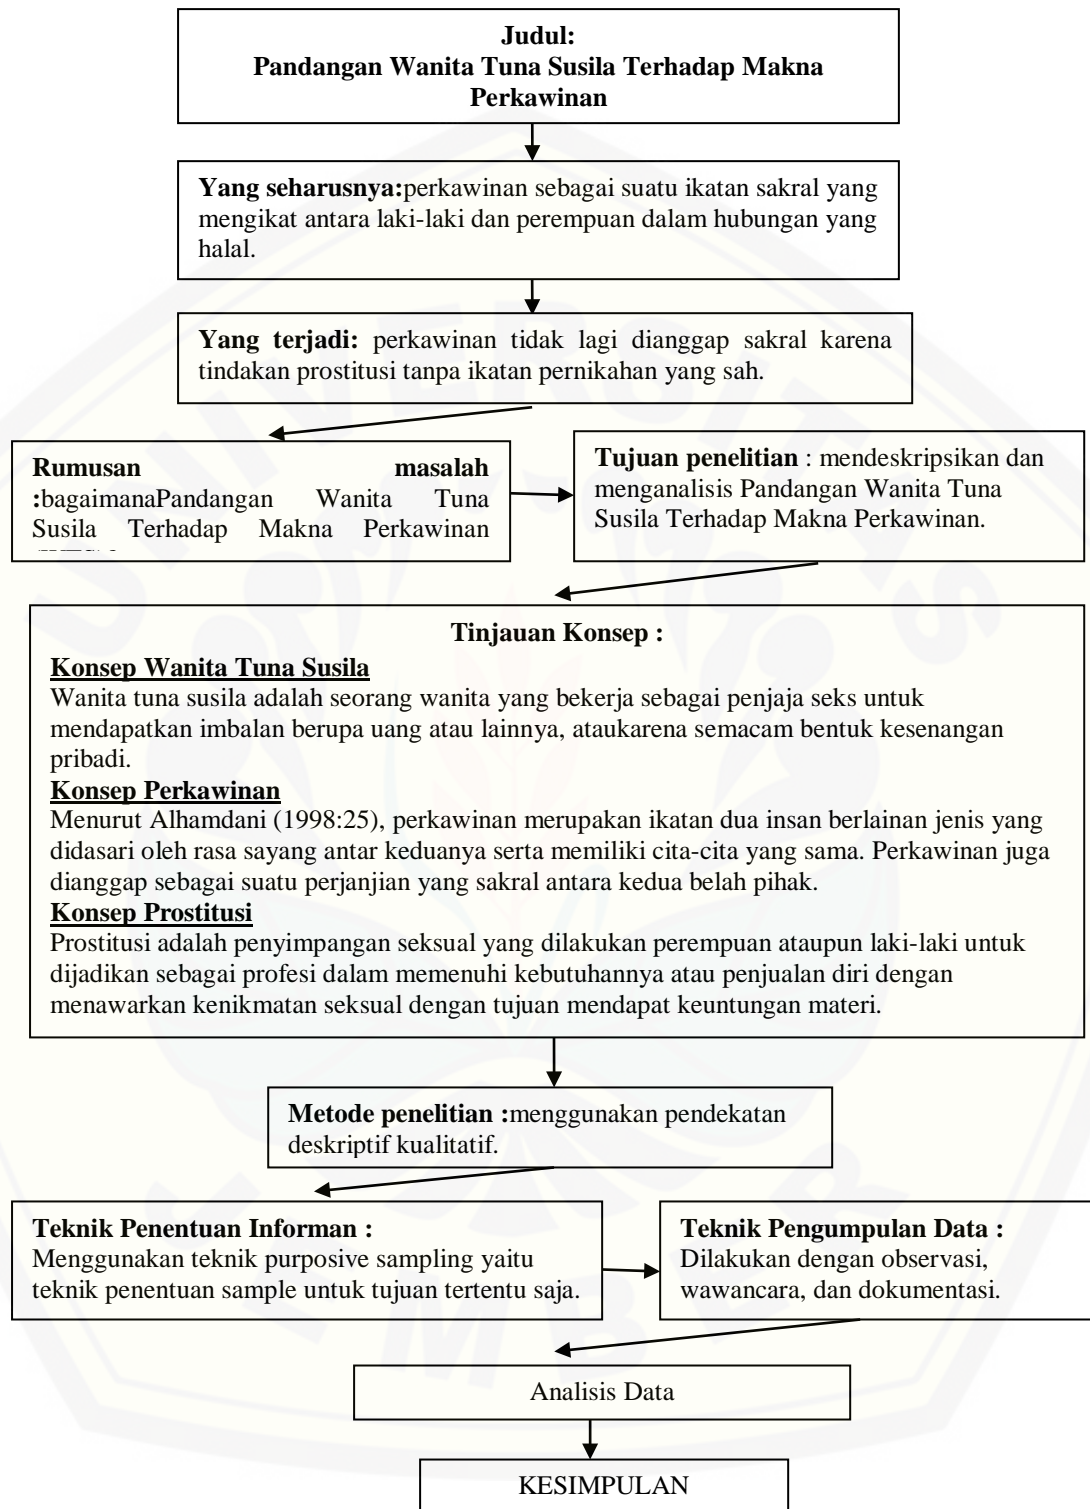 Judul:
Pandangan Wanita Tuna Susila Terhadap Makna
Perkawinan
Yang seharusnya:perkawinan sebagai suatu ikatan sakral yang
mengikat antara laki-laki dan perempuan dalam hubungan yang
halal.
Yang terjadi: perkawinan tidak lagi dianggap sakral karena
tindakan prostitusi tanpa ikatan pernikahan yang sah.
Rumusan masalah
:bagaimanaPandangan Wanita Tuna
Susila Terhadap Makna Perkawinan
Tujuan penelitian : mendeskripsikan dan
menganalisis Pandangan Wanita Tuna
Susila Terhadap Makna Perkawinan.
Tinjauan Konsep :
Konsep Wanita Tuna Susila
Wanita tuna susila adalah seorang wanita yang bekerja sebagai penjaja seks untuk
mendapatkan imbalan berupa uang atau lainnya, ataukarena semacam bentuk kesenangan
pribadi.
Konsep Perkawinan
Menurut Alhamdani (1998:25), perkawinan merupakan ikatan dua insan berlainan jenis yang
didasari oleh rasa sayang antar keduanya serta memiliki cita-cita yang sama. Perkawinan juga
dianggap sebagai suatu perjanjian yang sakral antara kedua belah pihak.
Konsep Prostitusi
Prostitusi adalah penyimpangan seksual yang dilakukan perempuan ataupun laki-laki untuk
dijadikan sebagai profesi dalam memenuhi kebutuhannya atau penjualan diri dengan
menawarkan kenikmatan seksual dengan tujuan mendapat keuntungan materi.
Metode penelitian :menggunakan pendekatan
deskriptif kualitatif.
Teknik Penentuan Informan :
Menggunakan teknik purposive sampling yaitu
teknik penentuan sample untuk tujuan tertentu saja.
Teknik Pengumpulan Data :
Dilakukan dengan observasi,
wawancara, dan dokumentasi.
Analisis Data
KESIMPULAN
UNIVERSITAS
JEMBER